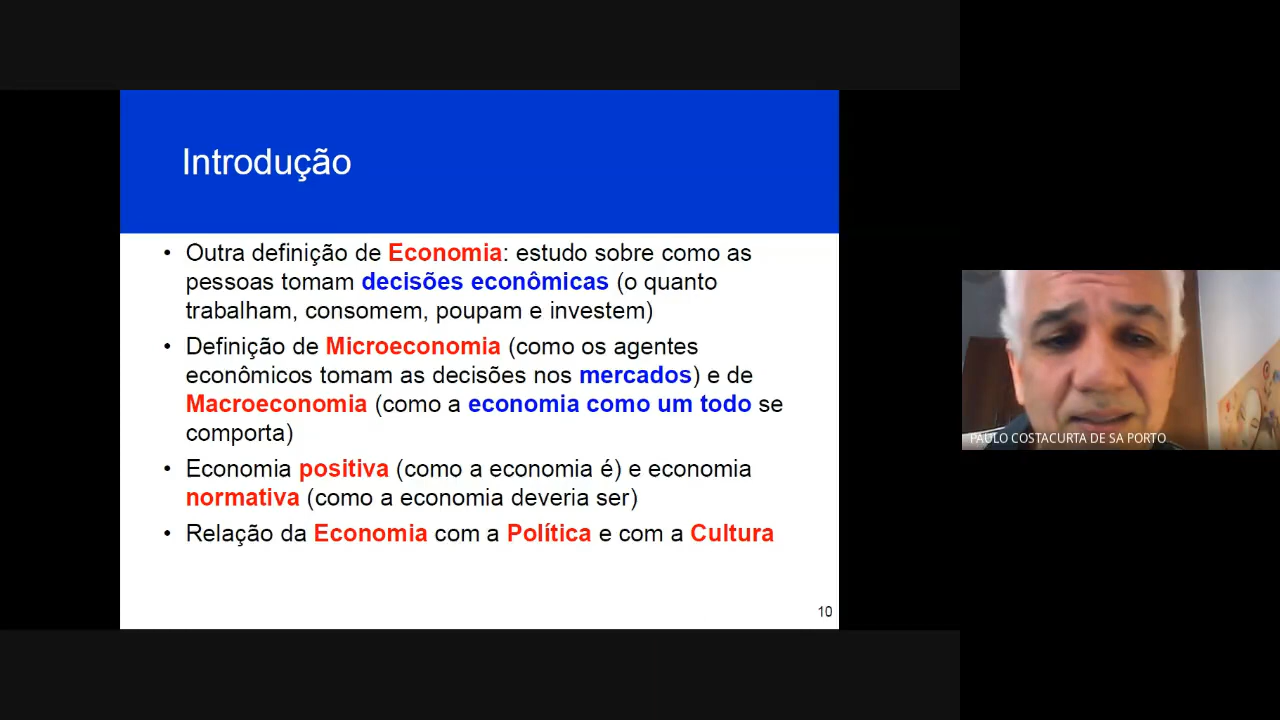 Introdução
• Outra definição de Economia: estudo sobre como as
pessoas tomam decisões econômicas (o quanto
trabalham, consomem, poupam e investem)
• Definição de Microeconomia (como os agentes
econômicos tomam as decisões nos mercados) e de
Macroeconomia (como a economia como um todo se
comporta)
• Economia positiva (como a economia é) e economia
normativa (como a economia deveria ser)
• Relação da Economia com a Política e com a Cultura
10
PAULO COSTACURTA DE SA PORTO